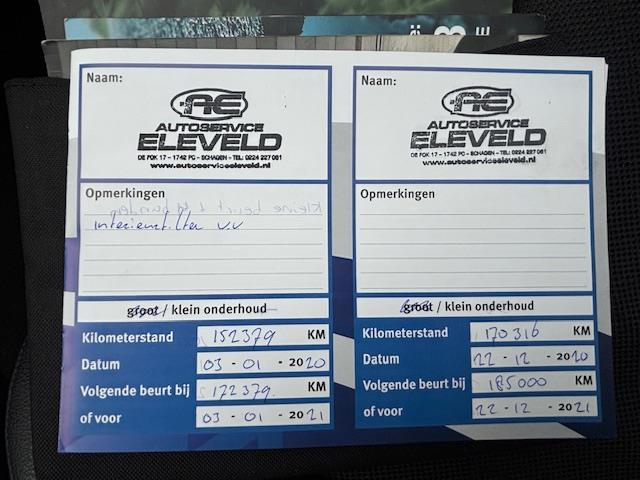 Naam:
AE
AUTOSERVICE
ELEVELD
DE FOK 17 - 1742 PC - SCHAGEN - TEL: 0224 227 081
www.autoserviceeleveld.nl
Opmerkingen
Interieurfilter v.v
groot / klein onderhoud
Kilometerstand 152379 KM
Datum 03 - 01 - 2020
Volgende beurt bij 172379 KM
of voor 03 - 01 - 2021
Naam:
AE
AUTOSERVICE
ELEVELD
DE FOK 17 - 1742 PC - SCHAGEN - TEL: 0224 227 081
www.autoserviceeleveld.nl
Opmerkingen
groot / klein onderhoud
Kilometerstand 170316 KM
Datum 22 - 12 - 2020
Volgende beurt bij 185000 KM
of voor 22 - 12 - 2021